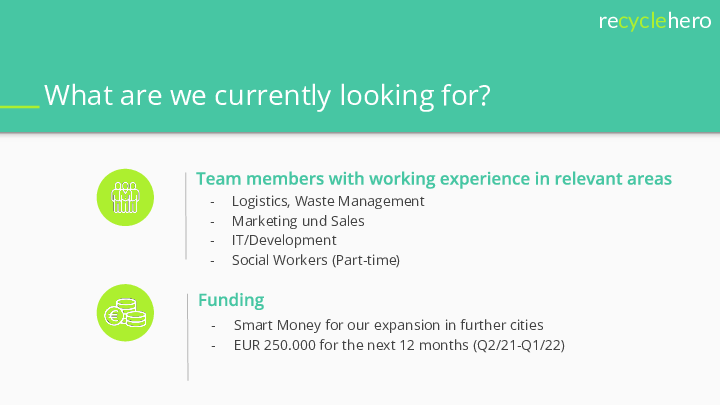 recyclehero
What are we currently looking for?
Team members with working experience in relevant areas
- Logistics, Waste Management
- Marketing und Sales
- IT/Development
- Social Workers (Part-time)
Funding
- Smart Money for our expansion in further cities
- EUR 250.000 for the next 12 months (Q2/21-Q1/22)